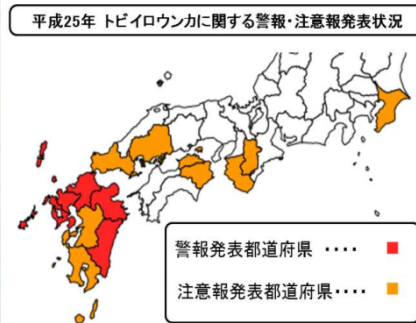 平成25年 トビイロウンカに関する警報・注意報発表状況
警報発表都道府県 ････
注意報発表都道府県････